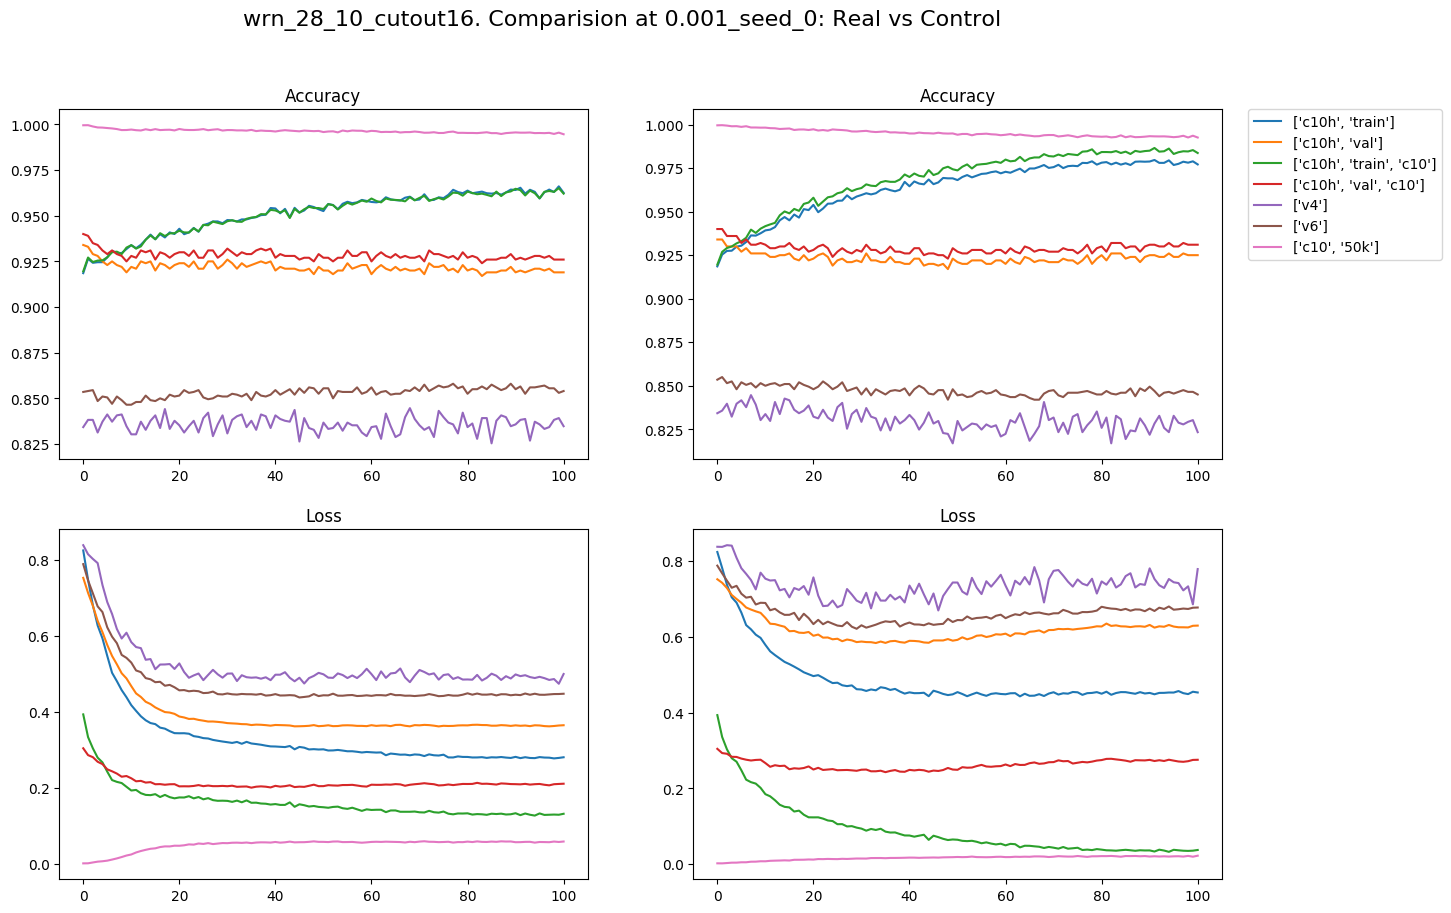 wrn_28_10_cutout16. Comparision at 0.001_seed_0: Real vs Control
Accuracy
1.000
0.975
0.950
0.925
0.900
0.875
0.850
0.825
0 20 40 60 80 100
Accuracy
1.000
0.975
0.950
0.925
0.900
0.875
0.850
0.825
0 20 40 60 80 100
['c10h', 'train']
['c10h', 'val']
['c10h', 'train', 'c10']
['c10h', 'val', 'c10']
['v4']
['v6']
['c10', '50k']
Loss
0.8
0.6
0.4
0.2
0.0
0 20 40 60 80 100
Loss
0.8
0.6
0.4
0.2
0.0
0 20 40 60 80 100